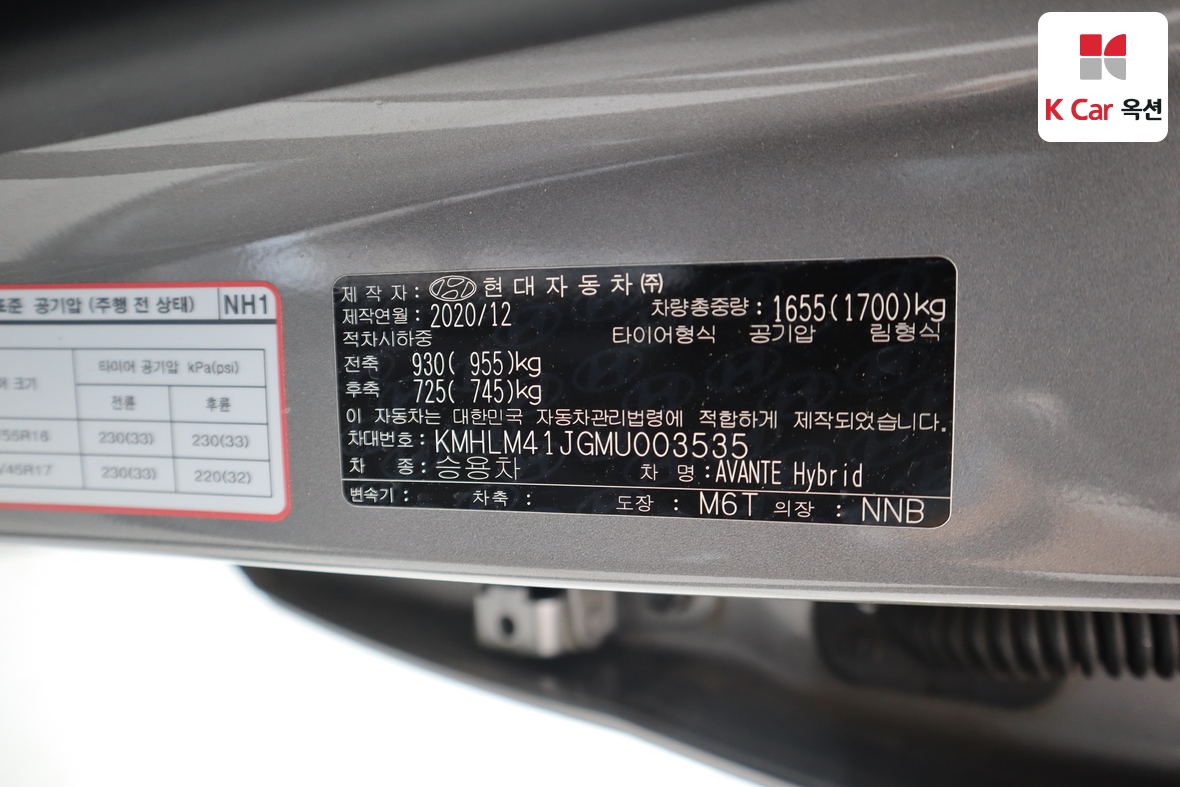 K Car 옥션
표준 공기압 (주행 전 상태) NH1
타이어 공기압 kPa(psi)
크기
전륜 후륜
55R16 230(33) 230(33)
45R17 230(33) 220(32)
제 작 자 : 현 대 자 동 차 ㈜
제작연월 : 2020/12 차량총중량 : 1655(1700)kg
적차시하중 타이어형식 공기압 림형식
전축 930( 955)kg
후축 725( 745)kg
이 자동차는 대한민국 자동차관리법령에 적합하게 제작되었습니다.
차대번호 : KMHLM41JGMU003535
차 종 : 승용차 차 명 : AVANTE Hybrid
변속기 : 차축 : 도장 : M6T 의장 : NNB